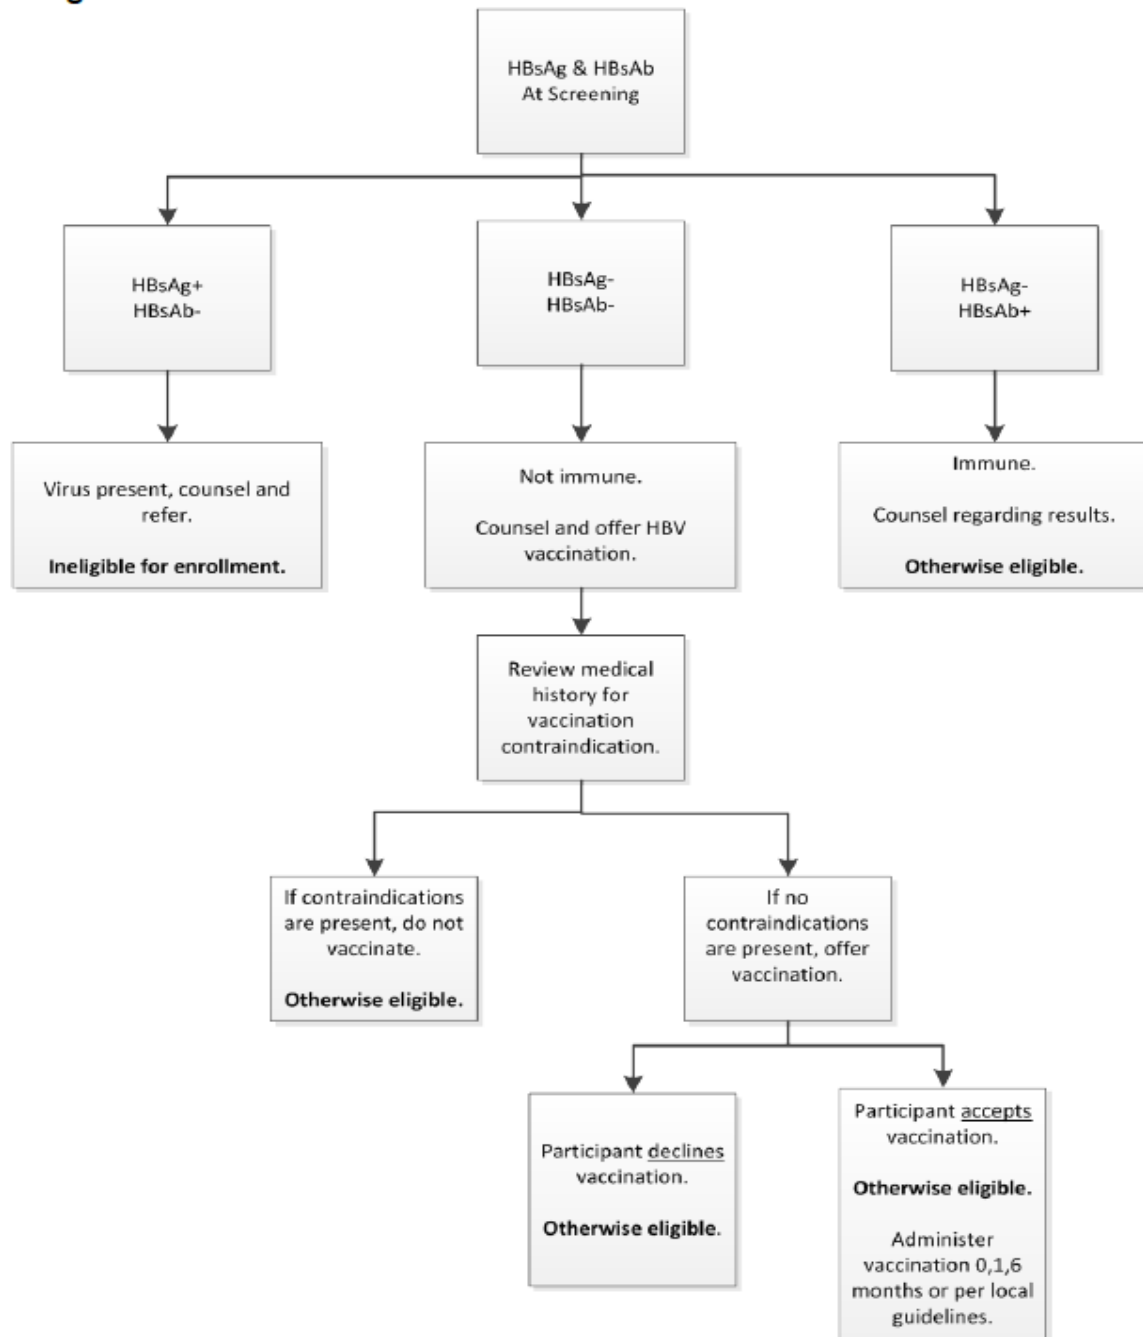 HBsAg & HBsAb
At Screening
HBsAg+
HBsAb-
HBsAg-
HBsAb-
HBsAg-
HBsAb+
Virus present, counsel and
refer.
Ineligible for enrollment.
Not immune.
Counsel and offer HBV
vaccination.
Immune.
Counsel regarding results.
Otherwise eligible.
Review medical
history for
vaccination
contraindication.
If contraindications
are present, do not
vaccinate.
Otherwise eligible.
If no
contraindications
are present, offer
vaccination.
Participant declines
vaccination.
Otherwise eligible.
Participant accepts
vaccination.
Otherwise eligible.
Administer
vaccination 0,1,6
months or per local
guidelines.